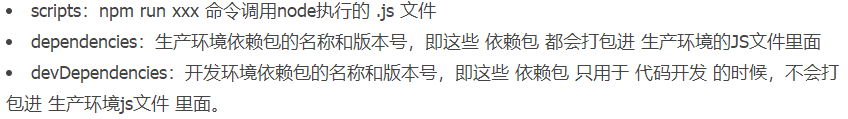 • scripts：npm run xxx 命令调用node执行的 .js 文件
• dependencies：生产环境依赖包的名称和版本号，即这些 依赖包 都会打包进 生产环境的JS文件里面
• devDependencies：开发环境依赖包的名称和版本号，即这些 依赖包 只用于 代码开发 的时候，不会打
包进 生产环境js文件 里面。